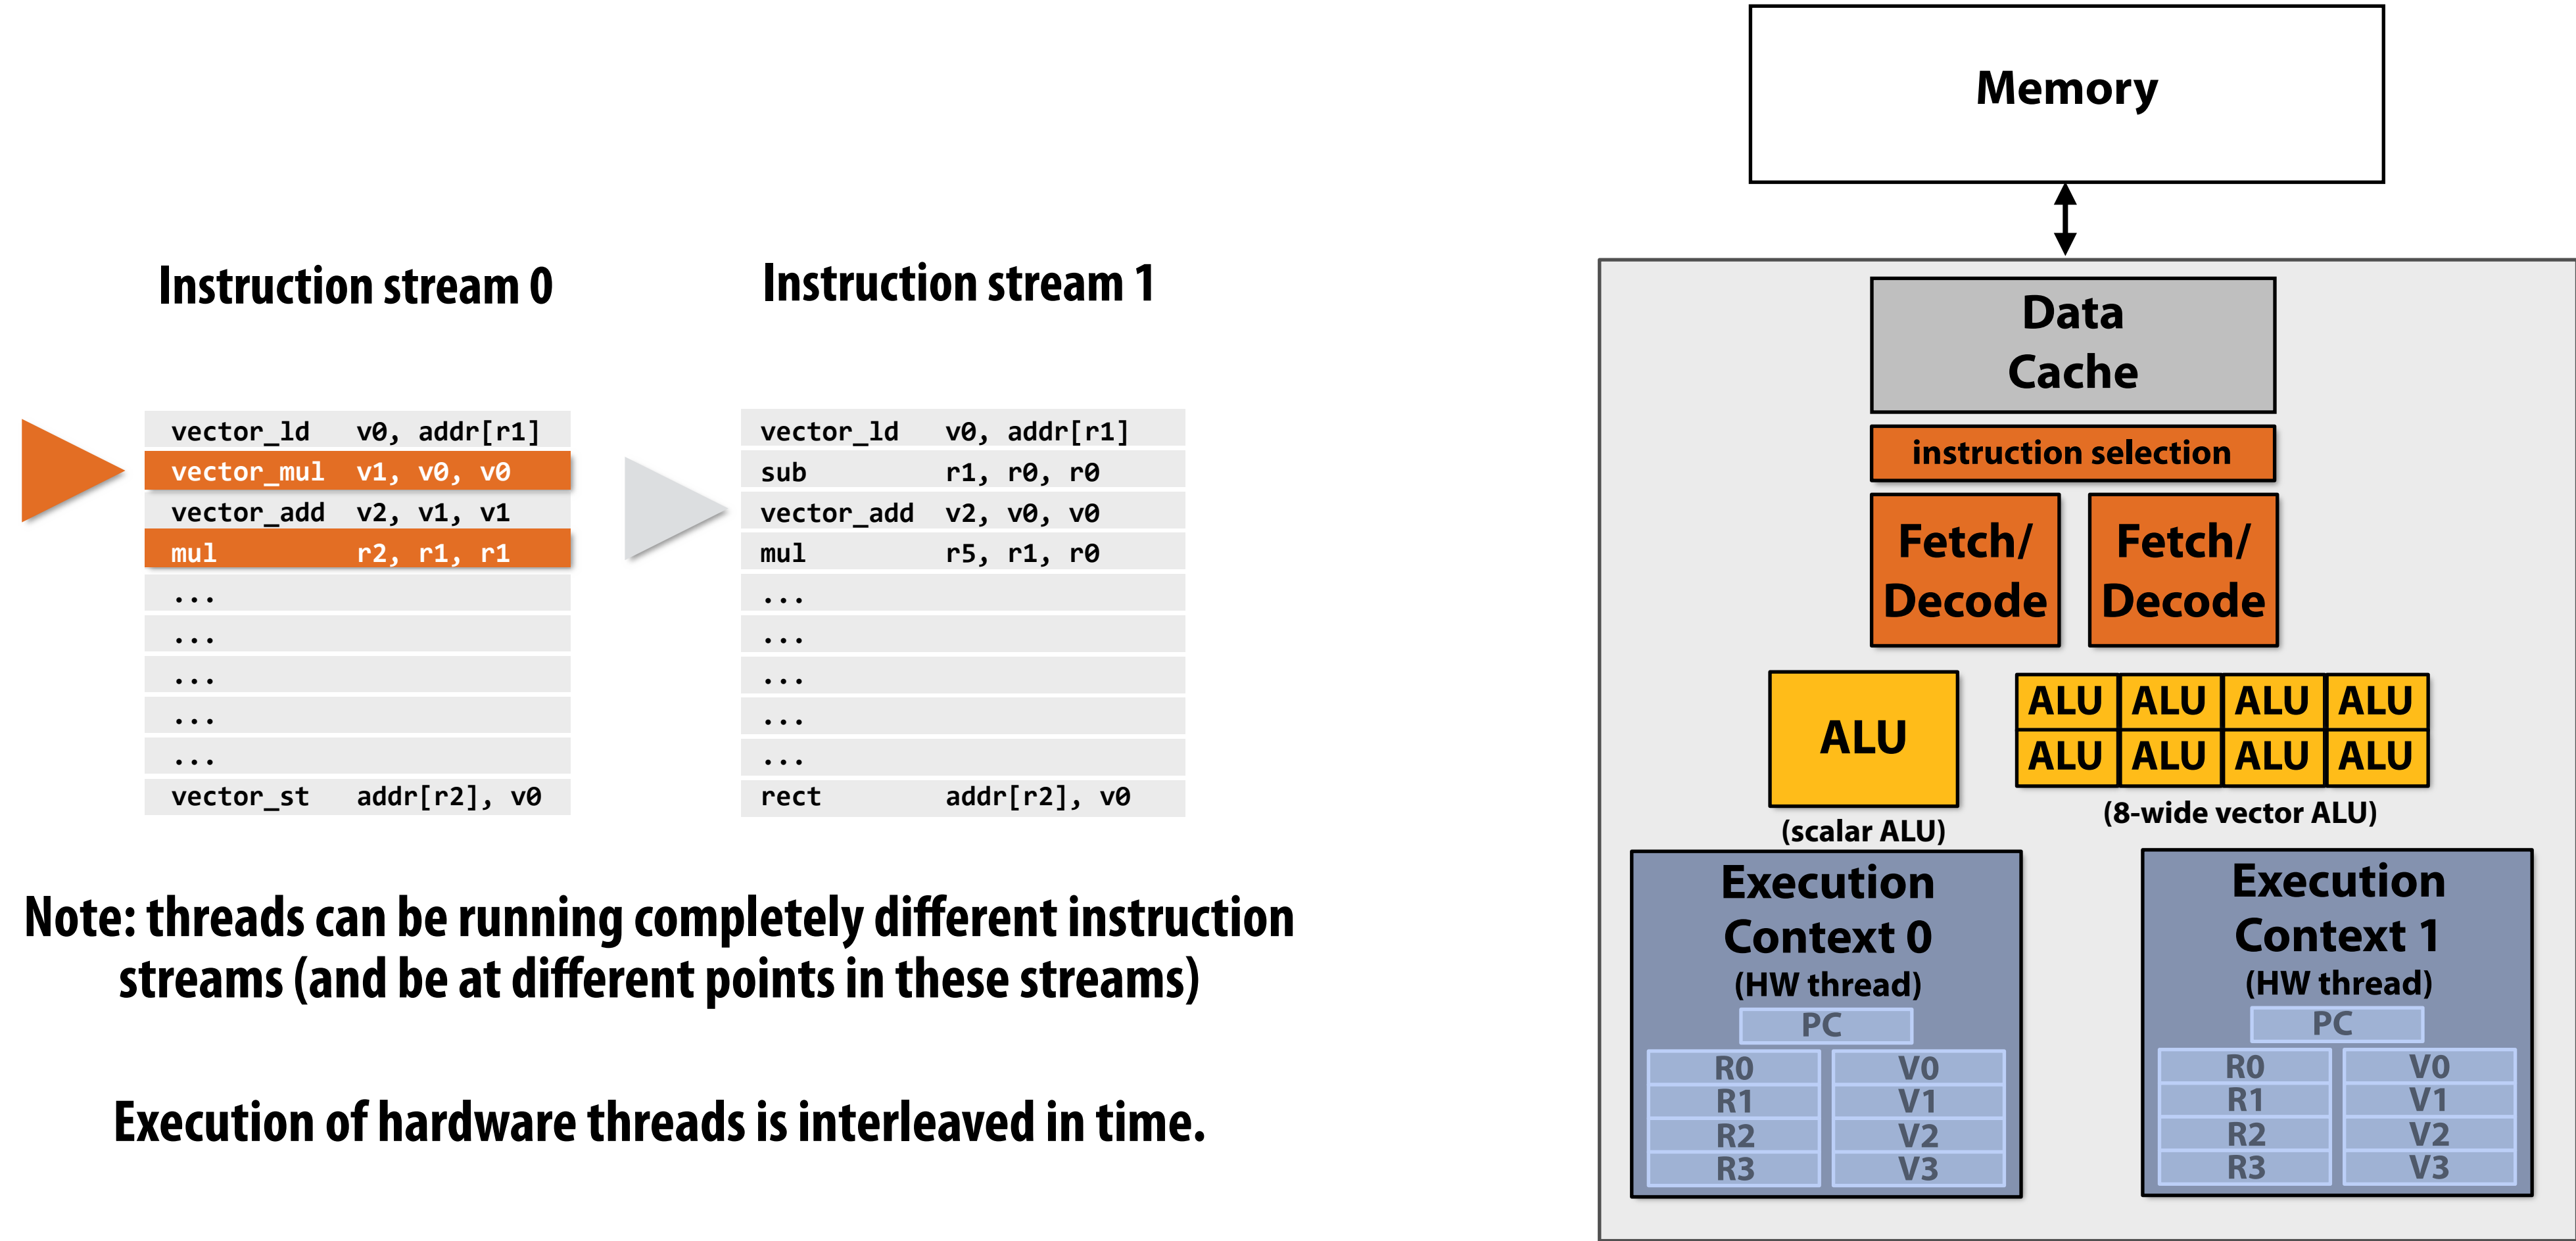 Instruction stream 0
vector_ld v0, addr[r1]
vector_mul v1, v0, v0
vector_add v2, v1, v1
mul r2, r1, r1
...
...
...
...
...
vector_st addr[r2], v0
Instruction stream 1
vector_ld v0, addr[r1]
sub r1, r0, r0
vector_add v2, v0, v0
mul r5, r1, r0
...
...
...
...
...
rect addr[r2], v0
Note: threads can be running completely different instruction
streams (and be at different points in these streams)
Execution of hardware threads is interleaved in time.
Memory
Data
Cache
instruction selection
Fetch/
Decode
Fetch/
Decode
ALU
(scalar ALU)
ALU ALU ALU ALU
ALU ALU ALU ALU
(8-wide vector ALU)
Execution
Context 0
(HW thread)
PC
R0 V0
R1 V1
R2 V2
R3 V3
Execution
Context 1
(HW thread)
PC
R0 V0
R1 V1
R2 V2
R3 V3